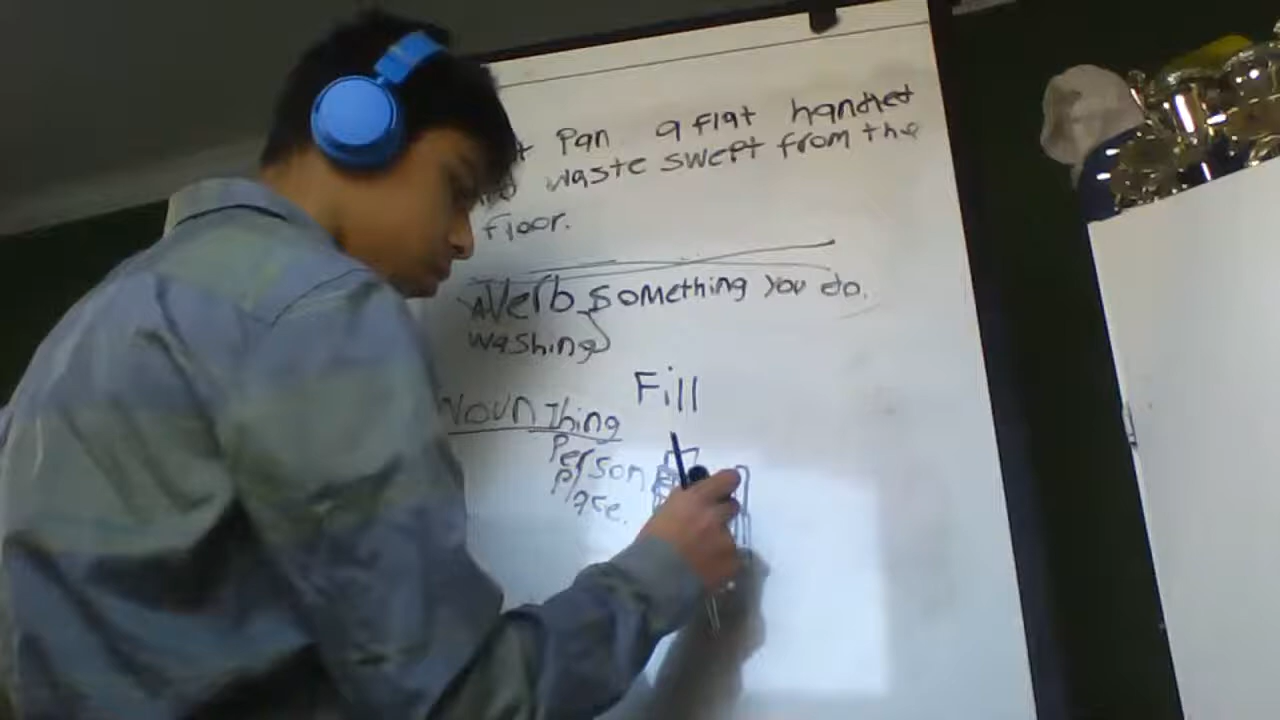 Pan a flat handled
waste swept from the
floor.
Verb something you do.
washing
Fill
Noun Thing
Person
Place.